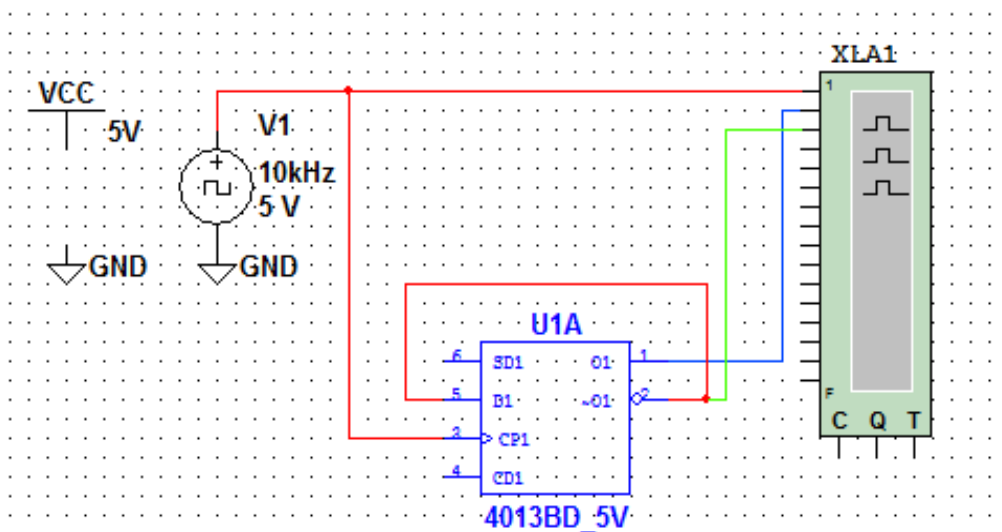 XLA1
VCC
5V
V1
10kHz
5 V
GND
GND
1
F
C Q T
U1A
6 SD1 O1 1
5 D1 ~O1 2
3 CP1
4 CD1
4013BD_5V